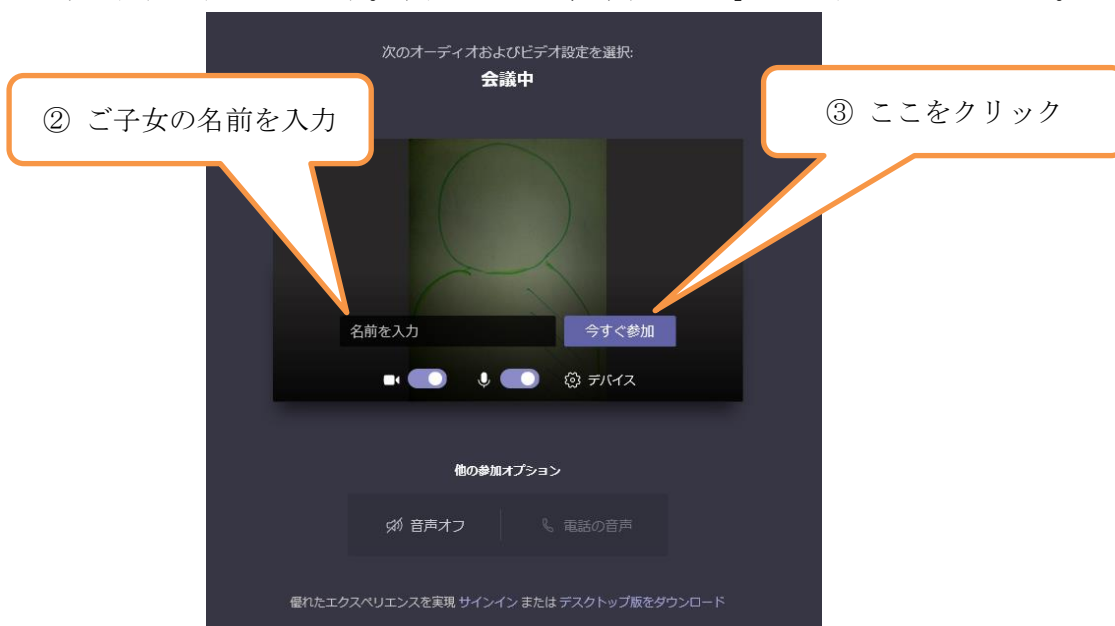 次のオーディオおよびビデオ設定を選択:
会議中
② ご子女の名前を入力
③ ここをクリック
名前を入力
今すぐ参加
デバイス
他の参加オプション
音声オフ
電話の音声
優れたエクスペリエンスを実現 サインイン または デスクトップ版をダウンロード